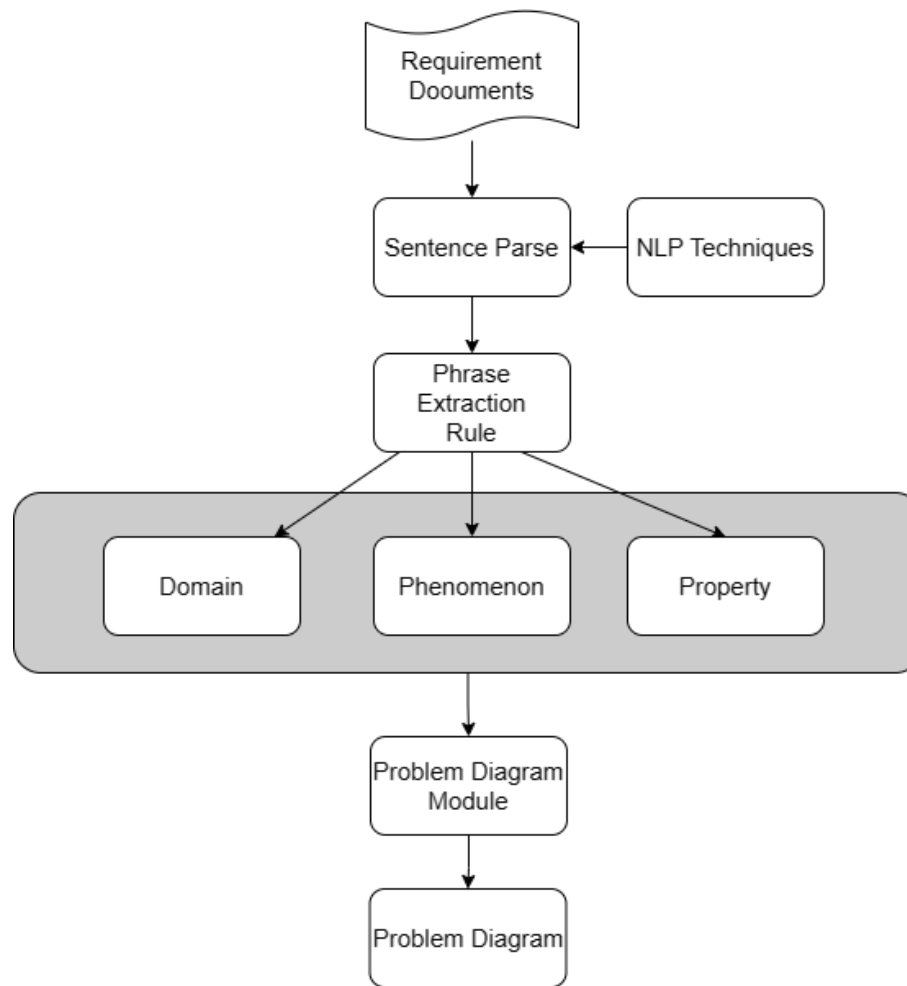 Requirement
Doouments
Sentence Parse
NLP Techniques
Phrase
Extraction
Rule
Domain
Phenomenon
Property
Problem Diagram
Module
Problem Diagram